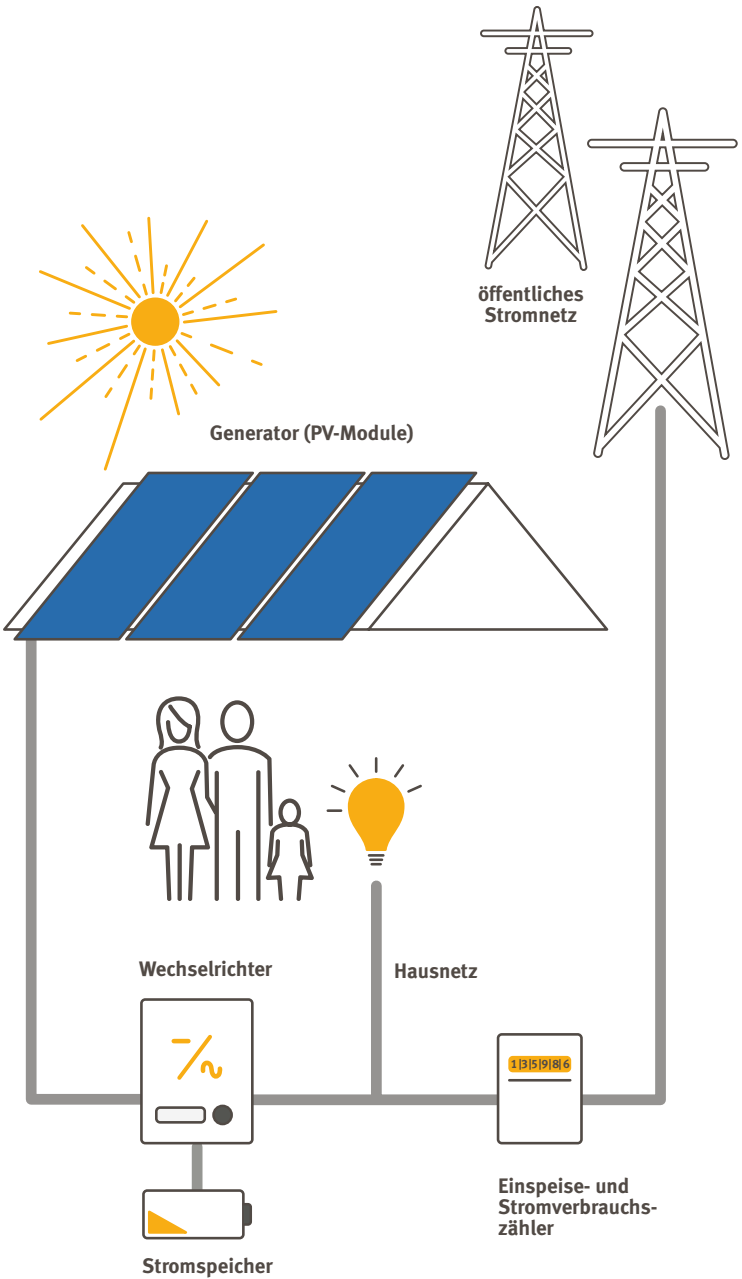 öffentliches
Stromnetz
Generator (PV-Module)
Wechselrichter
Hausnetz
1|3|5|9|8|6
Einspeise- und
Stromverbrauchs-
zähler
Stromspeicher